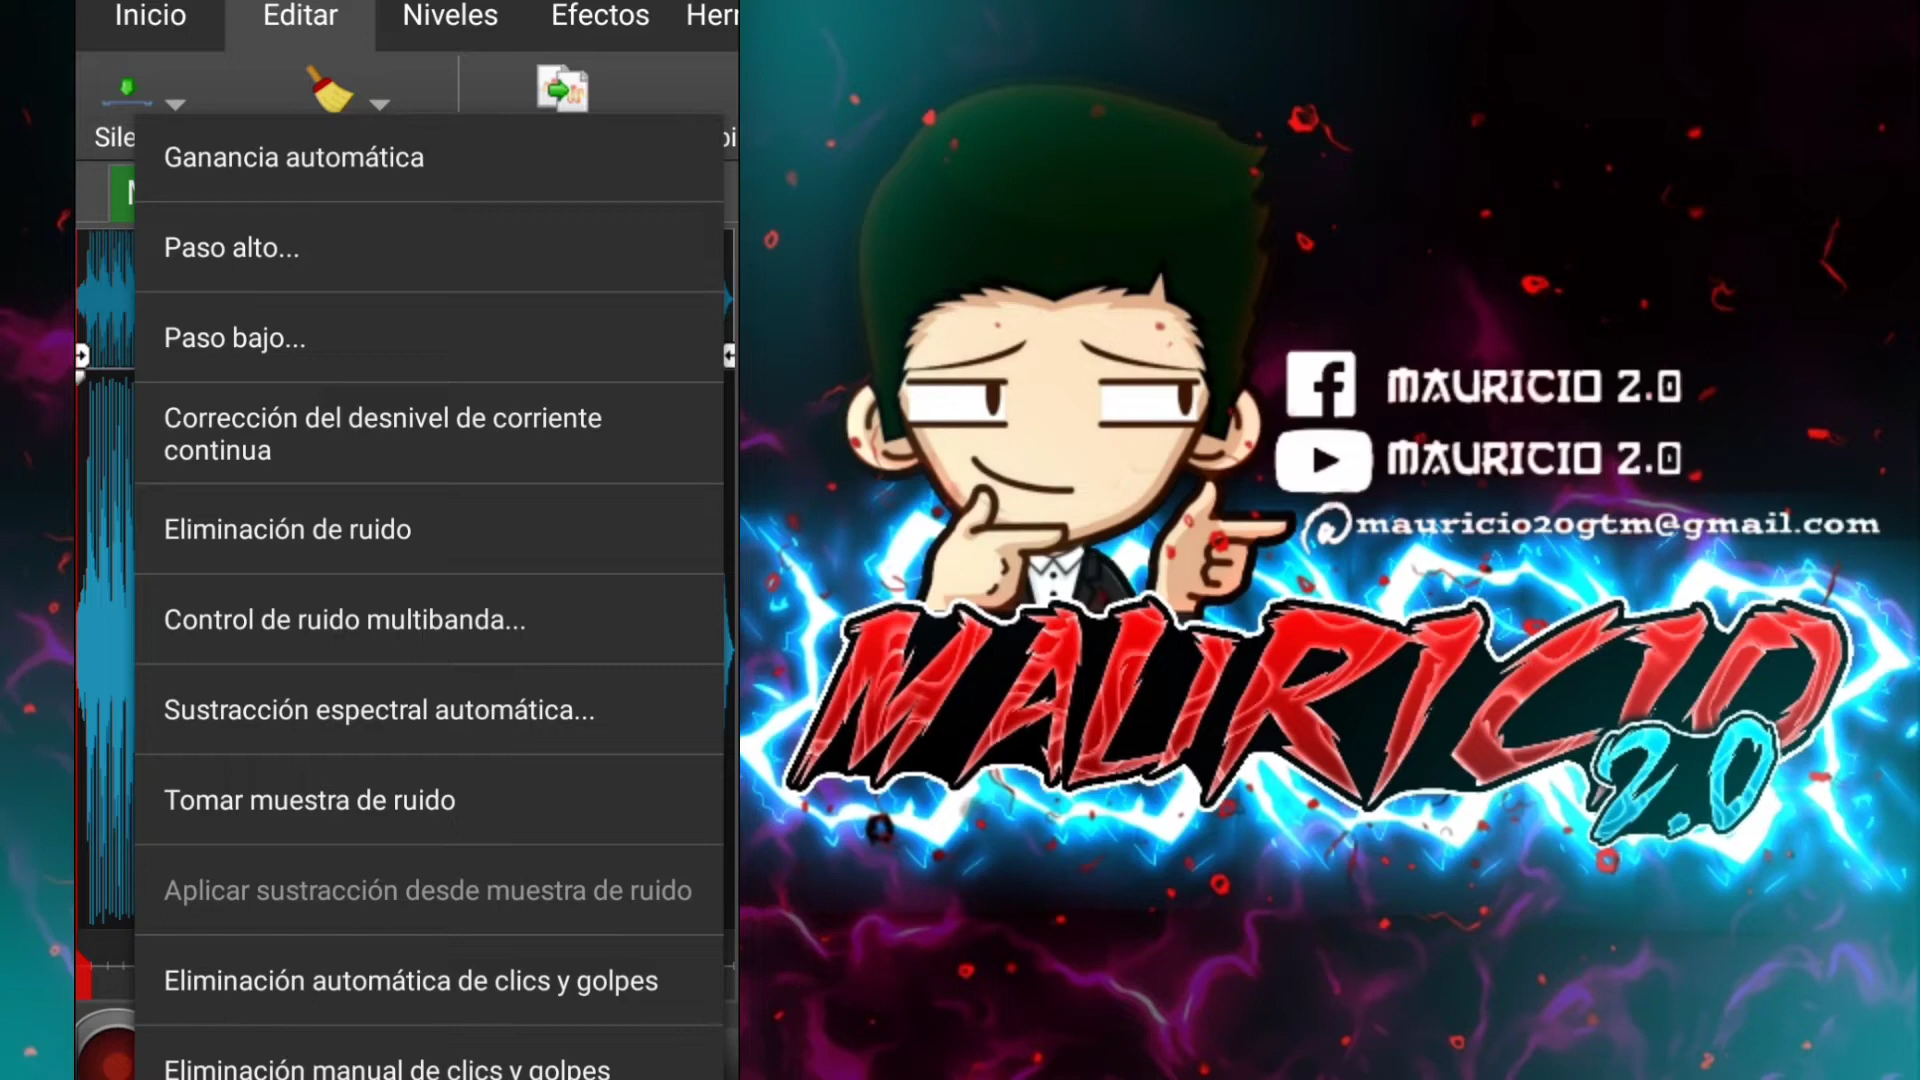 Inicio
Editar
Niveles
Efectos
Ganancia automática
Paso alto...
Paso bajo...
Corrección del desnivel de corriente
continua
Eliminación de ruido
Control de ruido multibanda...
Sustracción espectral automática...
Tomar muestra de ruido
Aplicar sustracción desde muestra de ruido
Eliminación automática de clics y golpes
Eliminación manual de clics y golpes
MAURICIO 2.0
MAURICIO 2.0
@mauricio20gtm@gmail.com
MAURICIO
2.0